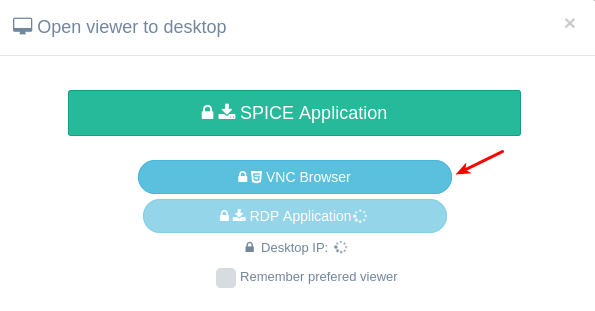 Open viewer to desktop
×
SPICE Application
VNC Browser
RDP Application
Desktop IP:
Remember prefered viewer